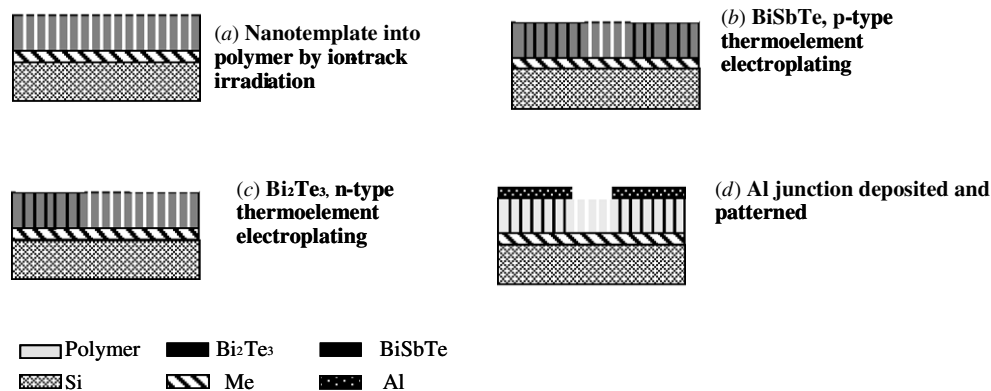 (a) Nanotemplate into
polymer by iontrack
irradiation
(b) BiSbTe, p-type
thermoelement
electroplating
(c) Bi₂Te₃, n-type
thermoelement
electroplating
(d) Al junction deposited and
patterned
Polymer Bi₂Te₃ BiSbTe
Si Me Al